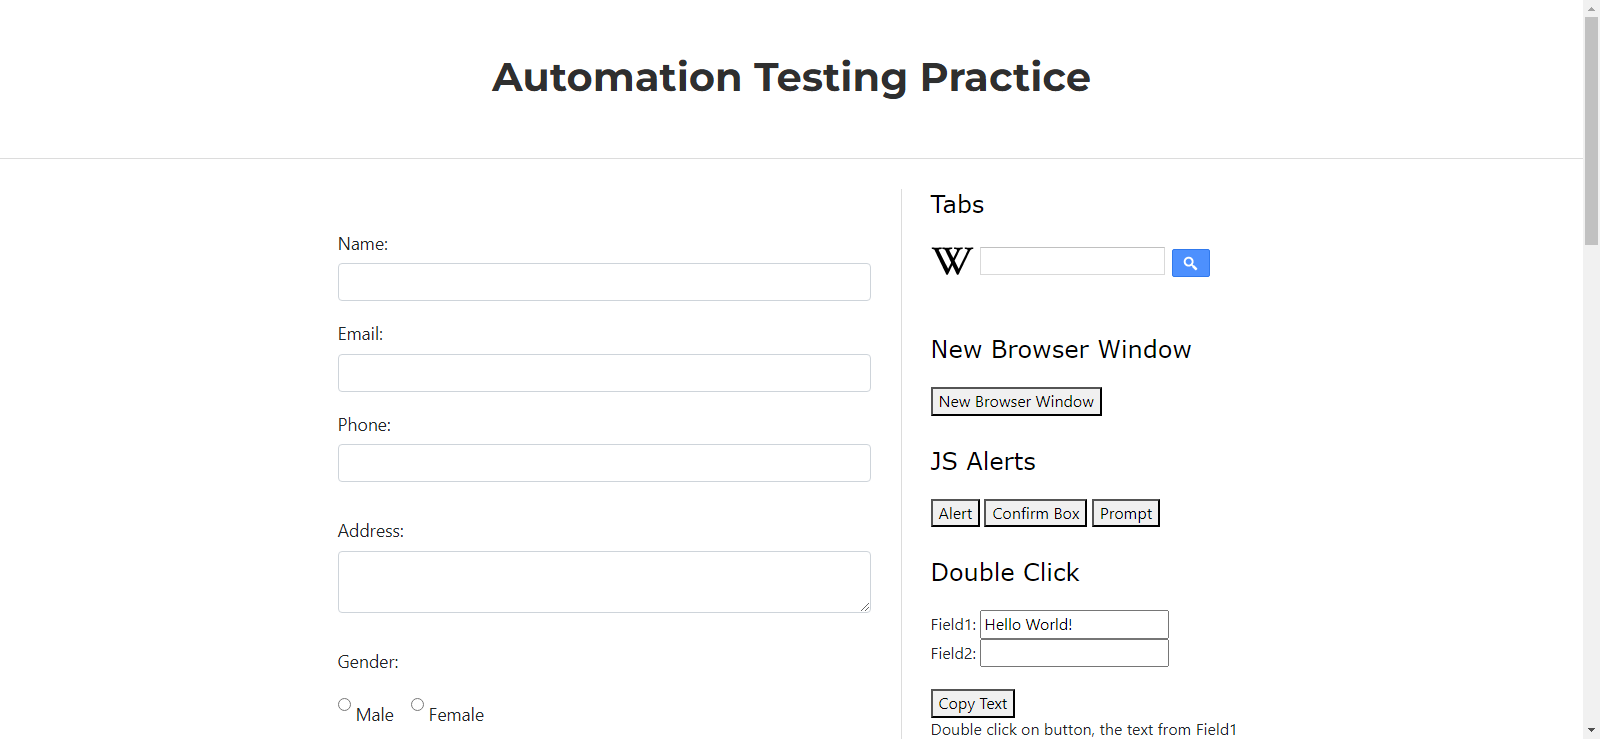 Automation Testing Practice
Name:
Email:
Phone:
Address:
Gender:
Male Female
Tabs
W
New Browser Window
New Browser Window
JS Alerts
Alert Confirm Box Prompt
Double Click
Field1: Hello World!
Field2:
Copy Text
Double click on button, the text from Field1